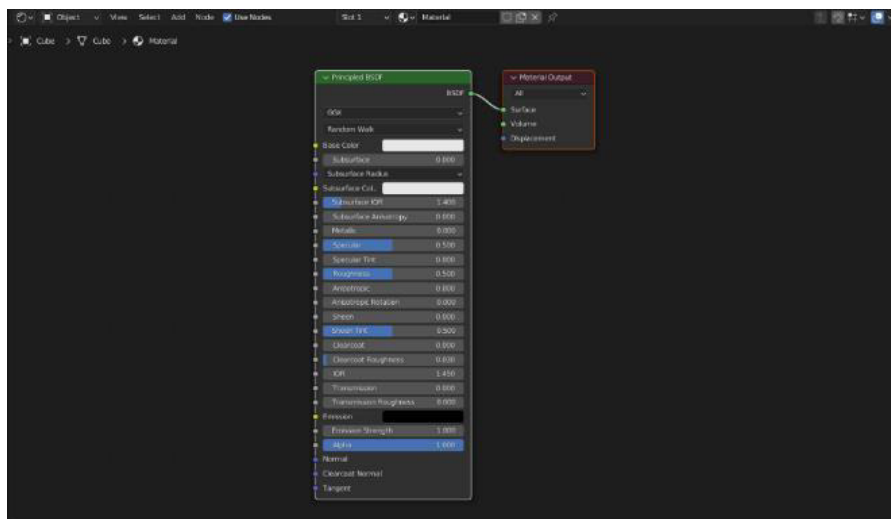 Object View Select Add Node Use Nodes Slot 1 Material
Cube > Cube > Material
Principled BSDF
BSDF
GGX
Random Walk
Base Color
Subsurface 0.000
Subsurface Radius
Subsurface Col..
Subsurface IOR 1.400
Subsurface Anisotropy 0.000
Metallic 0.000
Specular 0.500
Specular Tint 0.000
Roughness 0.500
Anisotropic 0.000
Anisotropic Rotation 0.000
Sheen 0.000
Sheen Tint 0.500
Clearcoat 0.000
Clearcoat Roughness 0.030
IOR 1.450
Transmission 0.000
Transmission Roughness 0.000
Emission
Emission Strength 1.000
Alpha 1.000
Normal
Clearcoat Normal
Tangent
Material Output
All
Surface
Volume
Displacement